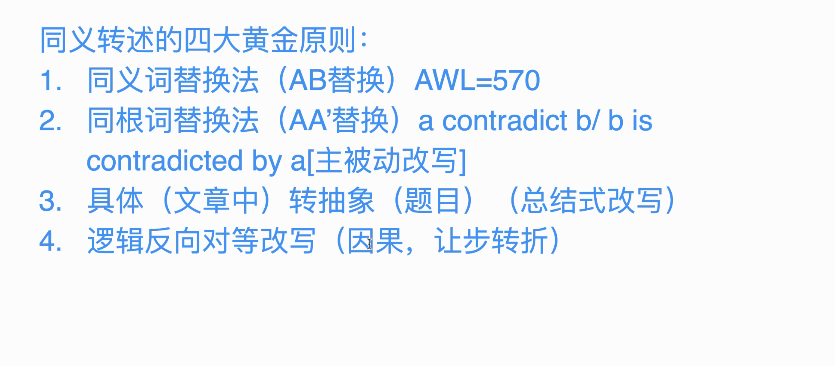 同义转述的四大黄金原则：
1. 同义词替换法（AB替换）AWL=570
2. 同根词替换法（AA’替换）a contradict b/ b is
contradicted by a[主被动改写]
3. 具体（文章中）转抽象（题目）（总结式改写）
4. 逻辑反向对等改写（因果，让步转折）